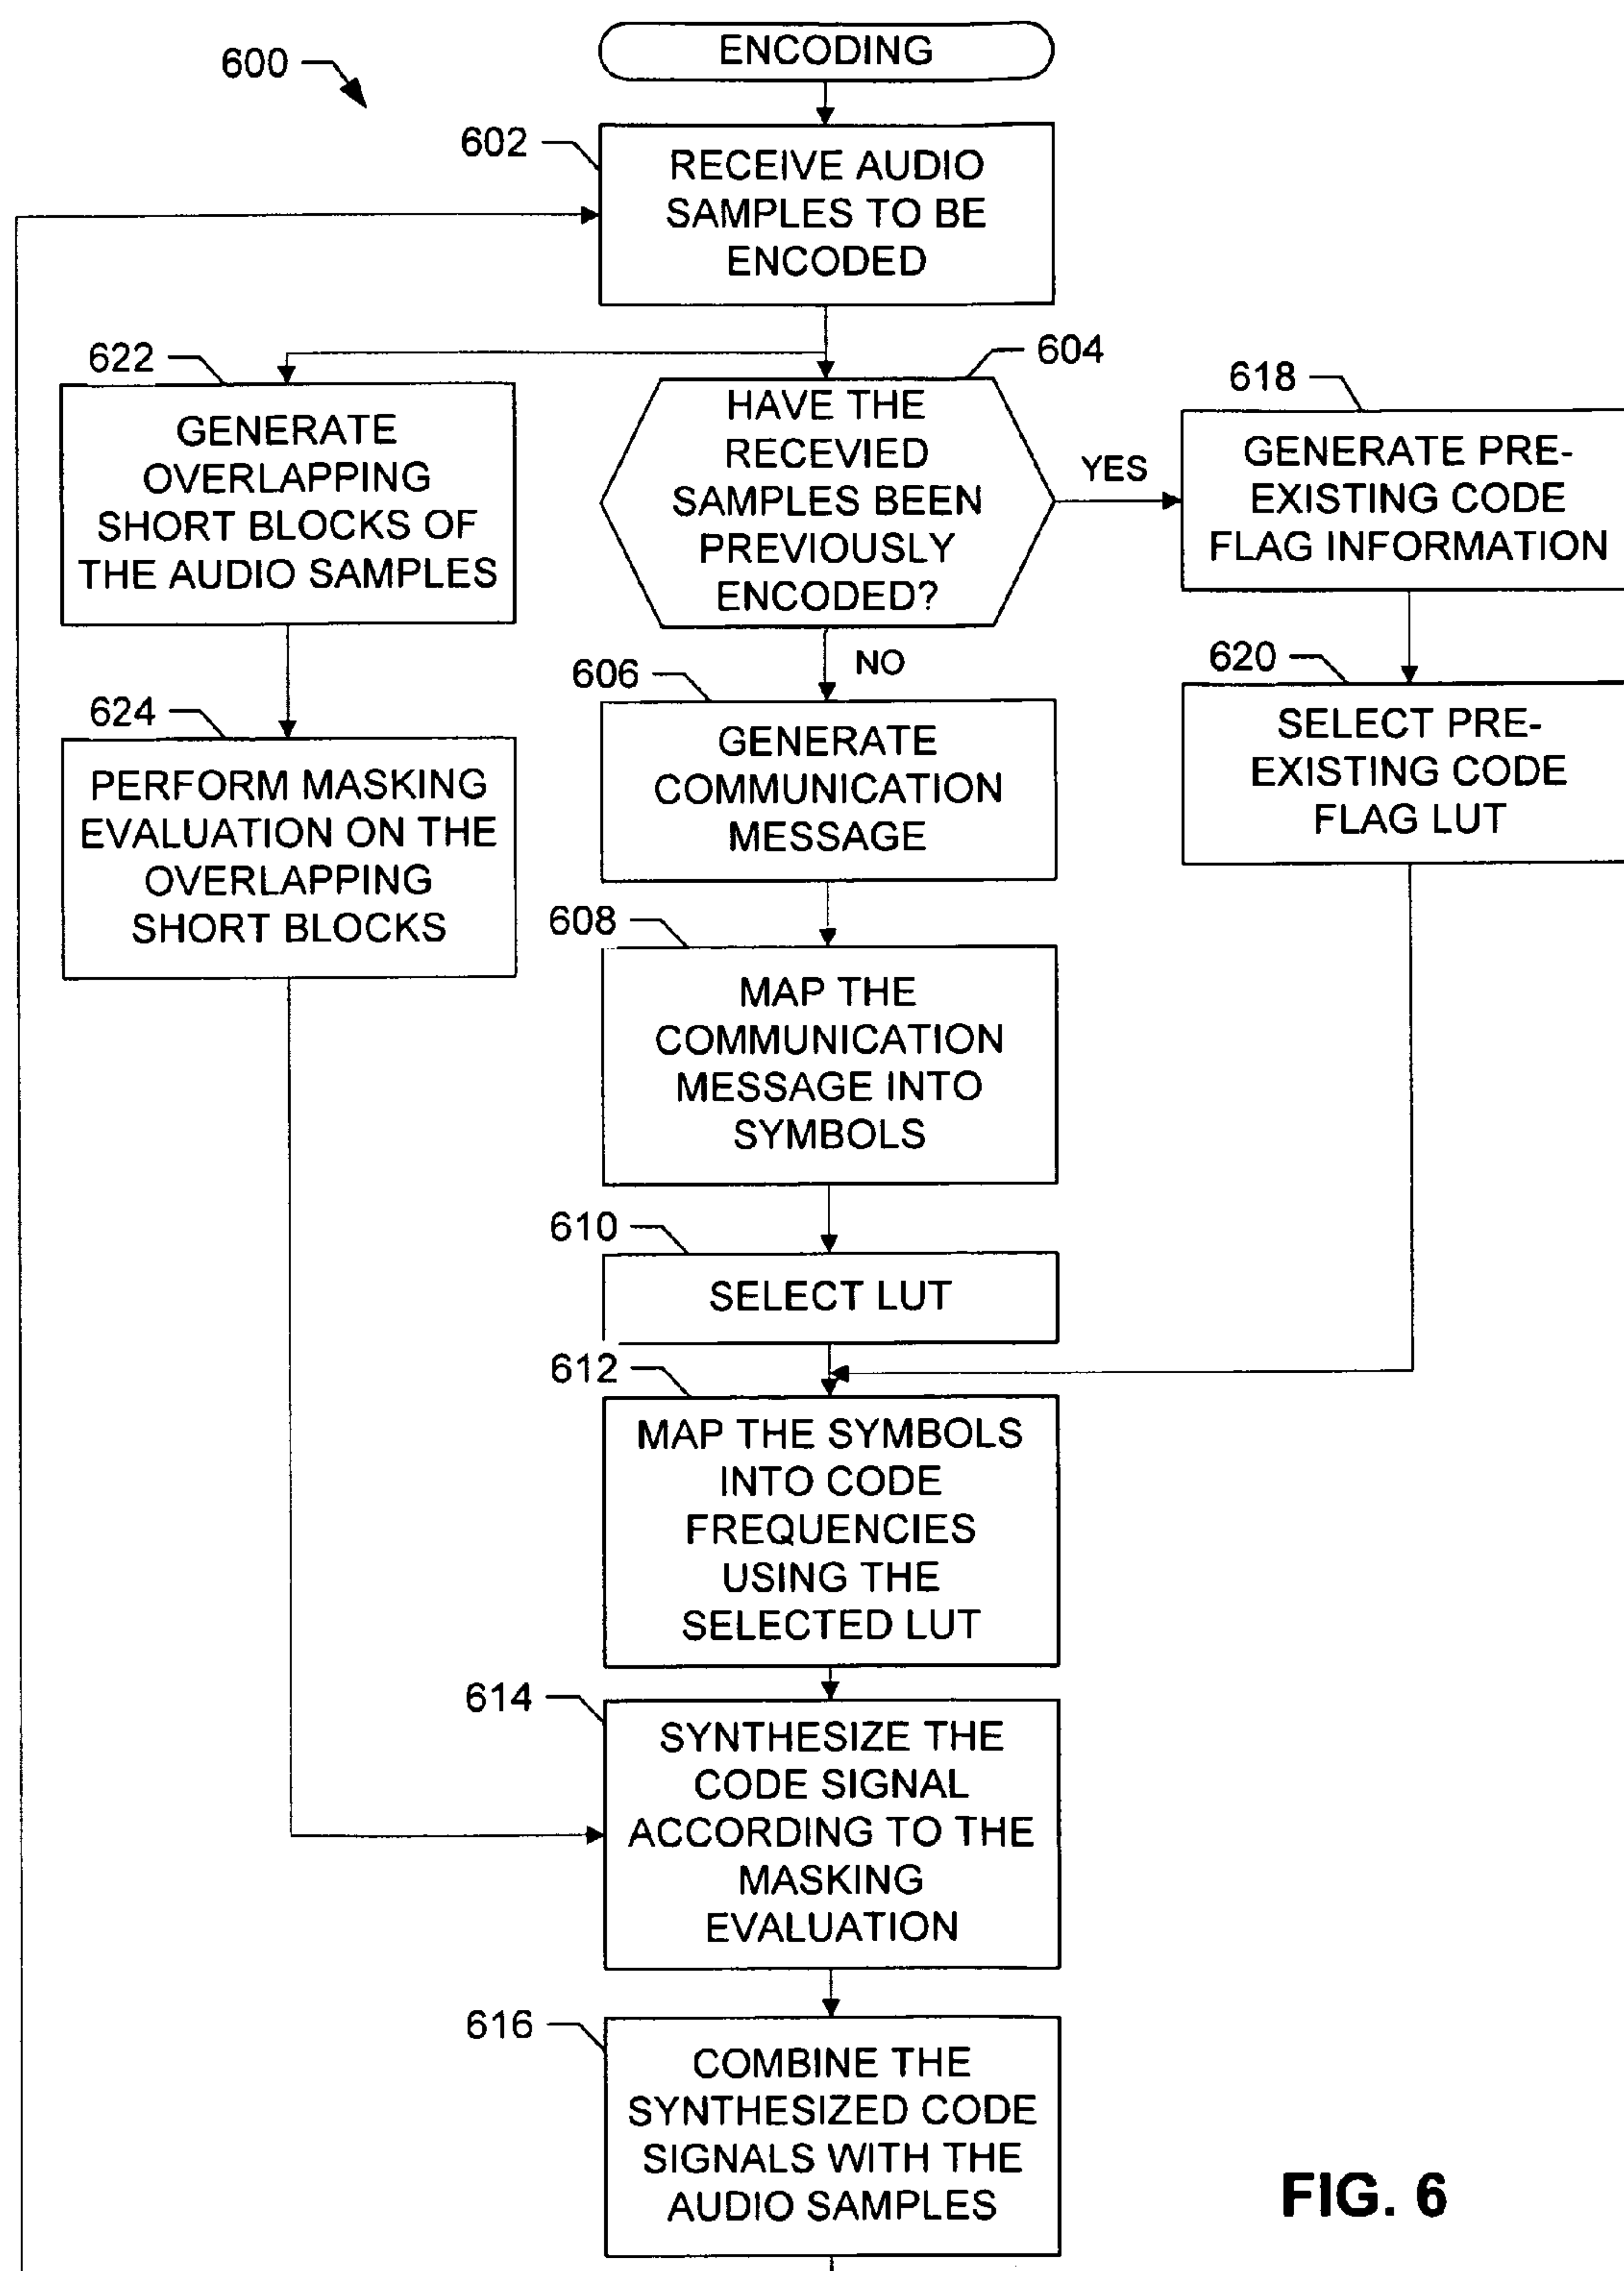 ENCODING
600
602
RECEIVE AUDIO
SAMPLES TO BE
ENCODED
622
GENERATE
OVERLAPPING
SHORT BLOCKS OF
THE AUDIO SAMPLES
604
HAVE THE
RECEVIED
SAMPLES BEEN
PREVIOUSLY
ENCODED?
YES
618
GENERATE PRE-
EXISTING CODE
FLAG INFORMATION
NO
620
SELECT PRE-
EXISTING CODE
FLAG LUT
624
PERFORM MASKING
EVALUATION ON THE
OVERLAPPING
SHORT BLOCKS
606
GENERATE
COMMUNICATION
MESSAGE
608
MAP THE
COMMUNICATION
MESSAGE INTO
SYMBOLS
610
SELECT LUT
612
MAP THE SYMBOLS
INTO CODE
FREQUENCIES
USING THE
SELECTED LUT
614
SYNTHESIZE THE
CODE SIGNAL
ACCORDING TO THE
MASKING
EVALUATION
616
COMBINE THE
SYNTHESIZED CODE
SIGNALS WITH THE
AUDIO SAMPLES
FIG. 6